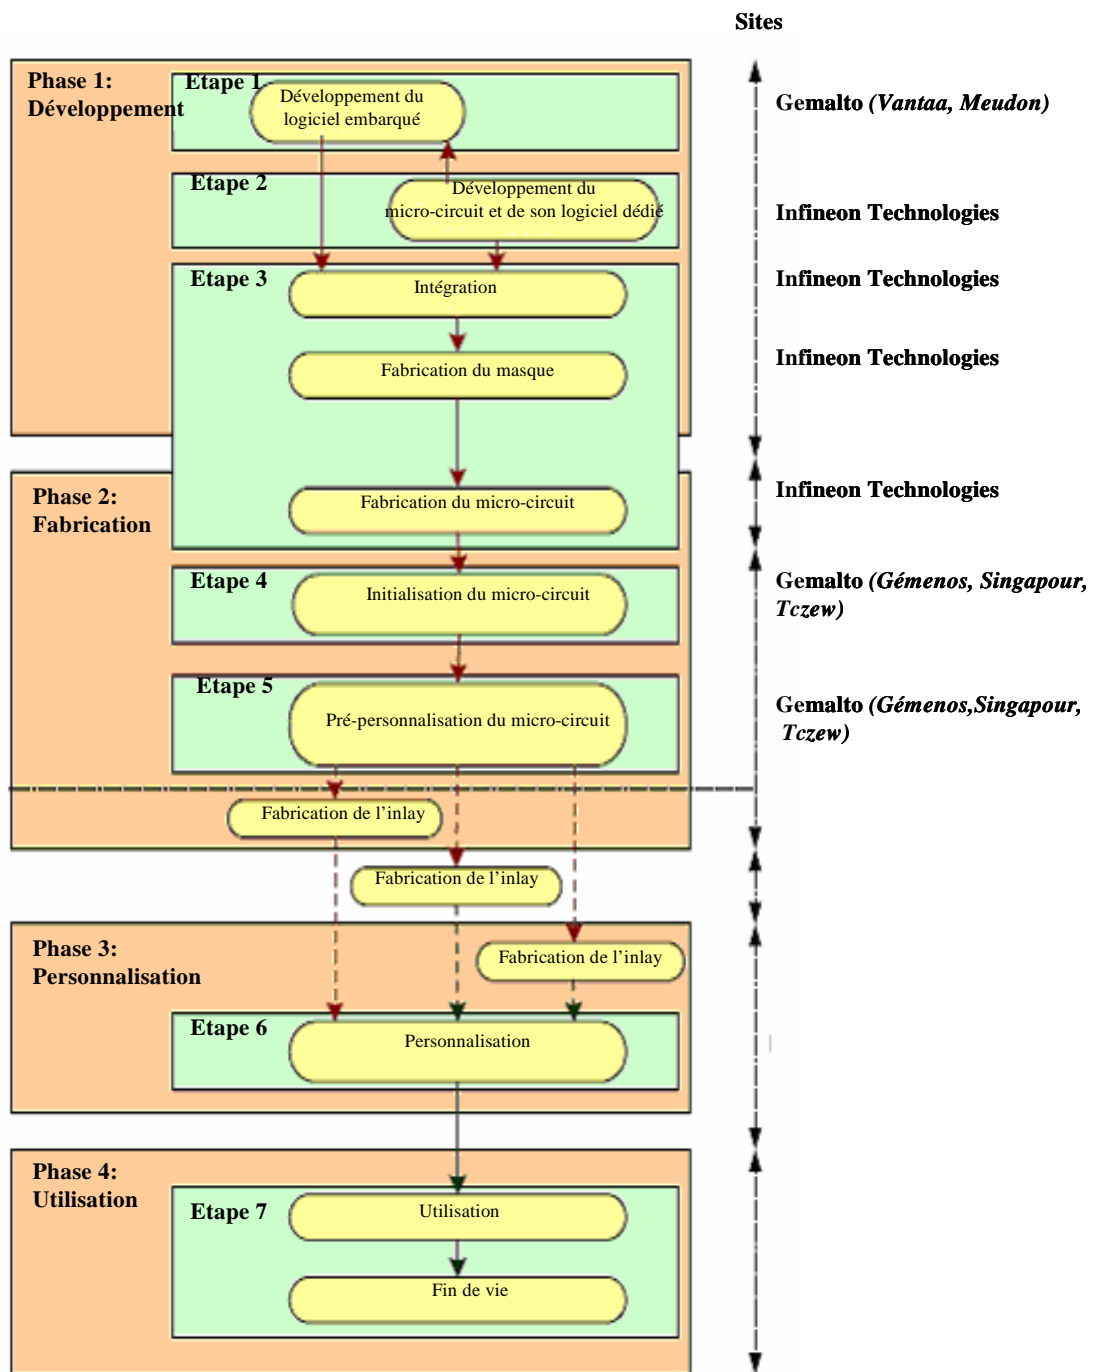 Sites
Phase 1:
Développement
Etape 1
Développement du
logiciel embarqué
Gemalto (Vantaa, Meudon)
Etape 2
Développement du
micro-circuit et de son logiciel dédié
Infineon Technologies
Etape 3
Intégration
Infineon Technologies
Fabrication du masque
Infineon Technologies
Phase 2:
Fabrication
Fabrication du micro-circuit
Infineon Technologies
Etape 4
Initialisation du micro-circuit
Gemalto (Gémenos, Singapour,
Tczew)
Etape 5
Pré-personnalisation du micro-circuit
Gemalto (Gémenos,Singapour,
Tczew)
Fabrication de l’inlay
Fabrication de l’inlay
Phase 3:
Personnalisation
Fabrication de l’inlay
Etape 6
Personnalisation
Phase 4:
Utilisation
Etape 7
Utilisation
Fin de vie